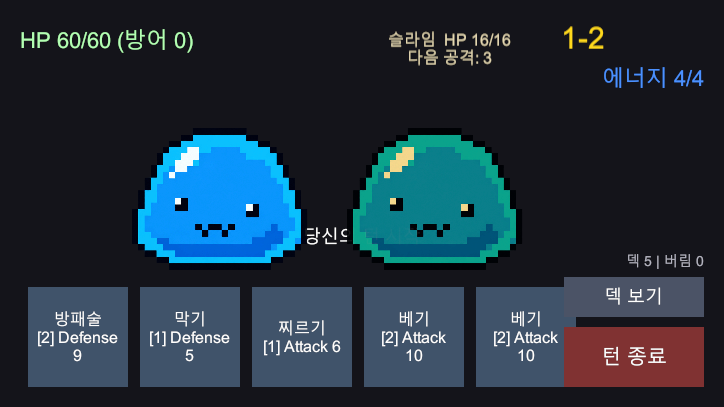 HP 60/60 (방어 0)
슬라임 HP 16/16
다음 공격: 3
1-2
에너지 4/4
당신으
덱 5 | 버림 0
방패술
[2] Defense
9
막기
[1] Defense
5
찌르기
[1] Attack 6
베기
[2] Attack
10
베기
[2] Attack
10
덱 보기
턴 종료